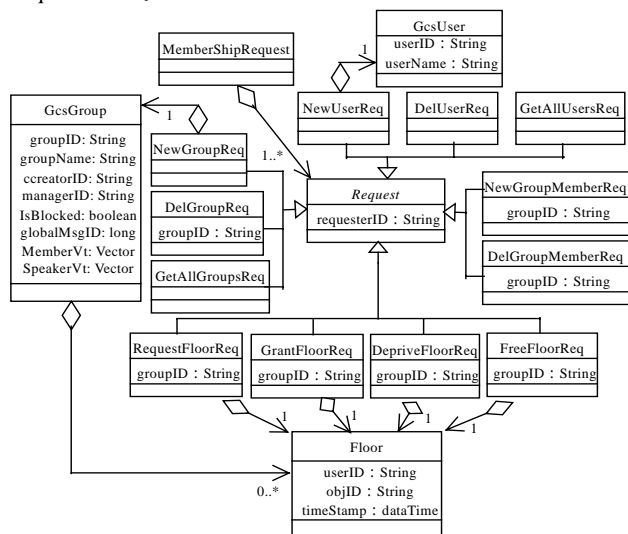 GcsUser
userID：String
userName：String
1
MemberShipRequest
GcsGroup
groupID: String
groupName: String
ccreatorID: String
managerID: String
IsBlocked: boolean
globalMsgID: long
MemberVt: Vector
SpeakerVt: Vector
1
NewUserReq
DelUserReq
GetAllUsersReq
NewGroupReq
1..*
DelGroupReq
groupID：String
GetAllGroupsReq
Request
requesterID：String
NewGroupMemberReq
groupID：String
DelGroupMemberReq
groupID：String
RequestFloorReq
groupID：String
GrantFloorReq
groupID：String
DepriveFloorReq
groupID：String
FreeFloorReq
groupID：String
1
1
1
1
Floor
userID：String
objID：String
timeStamp：dataTime
0..*